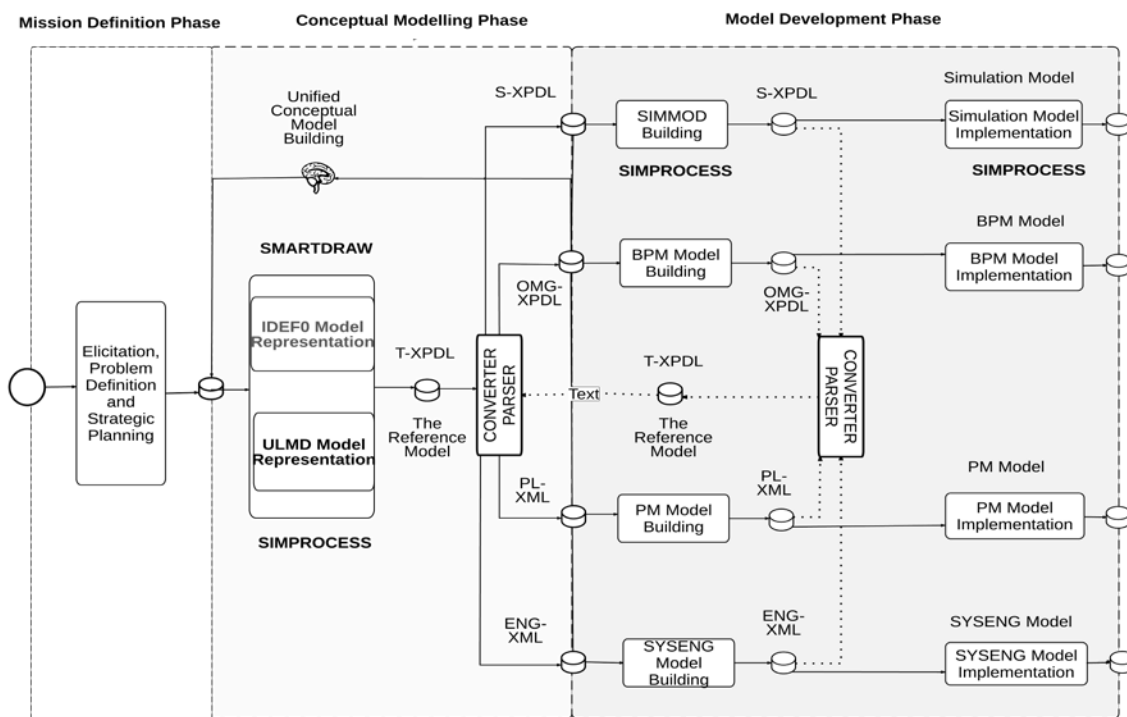 Mission Definition Phase
Conceptual Modelling Phase
Model Development Phase
Unified
Conceptual
Model
Building
S-XPDL
SIMMOD
Building
SIMPROCESS
S-XPDL
Simulation Model
Simulation Model
Implementation
SIMPROCESS
SMARTDRAW
IDEF0 Model
Representation
ULMD Model
Representation
SIMPROCESS
Elicitation,
Problem
Definition
and
Strategic
Planning
T-XPDL
The
Reference
Model
CONVERTER
PARSER
OMG-
XPDL
BPM Model
Building
OMG-
XPDL
BPM Model
BPM Model
Implementation
Text
T-XPDL
The
Reference
Model
CONVERTER
PARSER
PL-
XML
PM Model
Building
PL-
XML
PM Model
PM Model
Implementation
ENG-
XML
SYSENG
Model
Building
ENG-
XML
SYSENG Model
SYSENG Model
Implementation